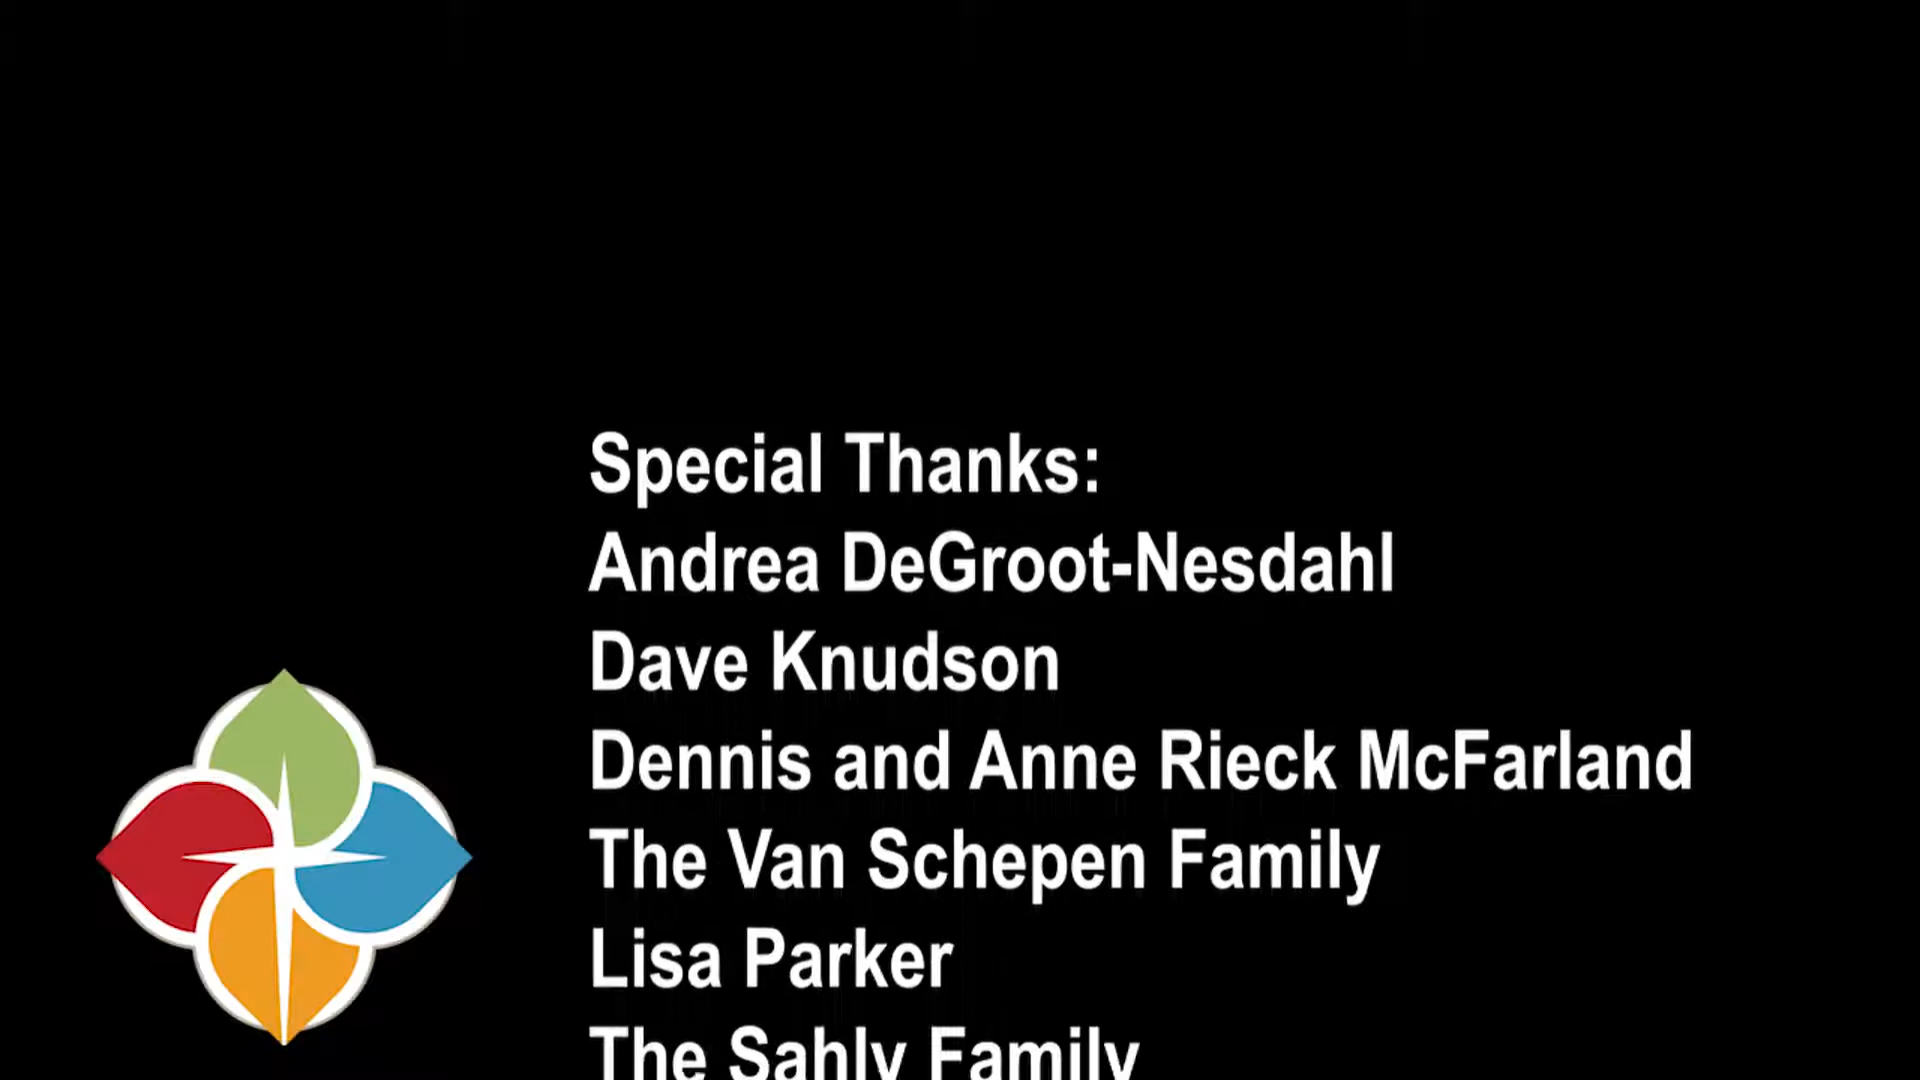 Special Thanks:
Andrea DeGroot-Nesdahl
Dave Knudson
Dennis and Anne Rieck McFarland
The Van Schepen Family
Lisa Parker
The Sahly Family